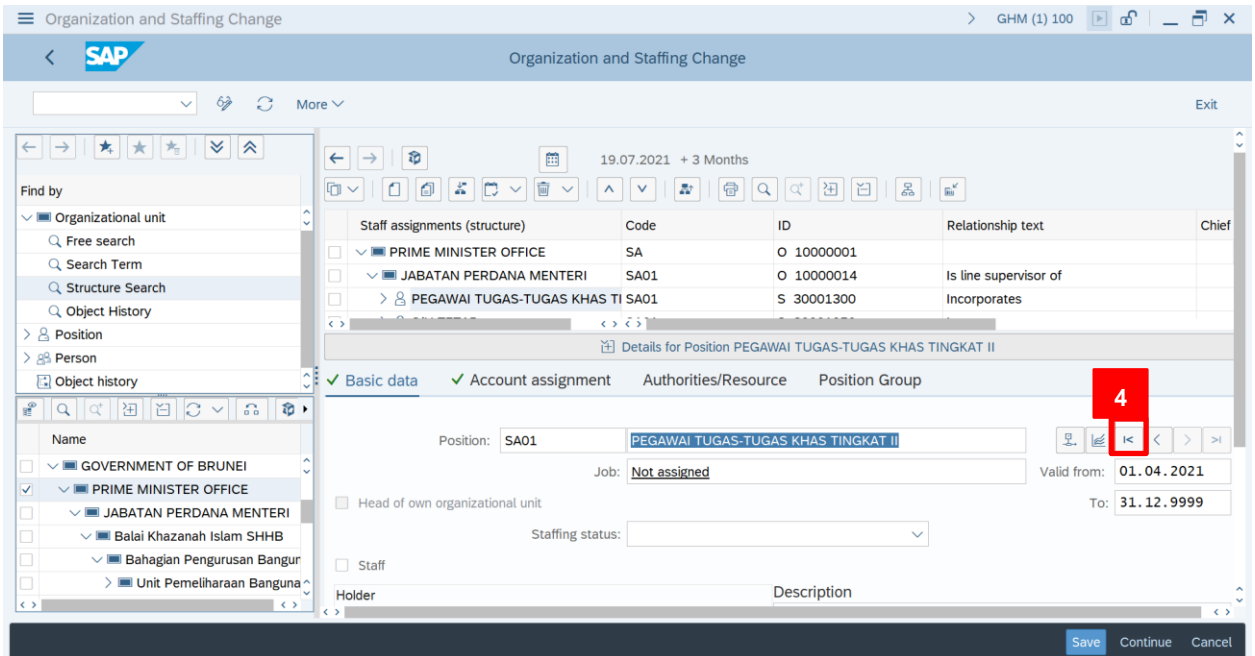 Organization and Staffing Change
GHM (1) 100
SAP
Organization and Staffing Change
More
Exit
19.07.2021 + 3 Months
Find by
Organizational unit
Free search
Search Term
Structure Search
Object History
Position
Person
Object history
Staff assignments (structure) Code ID Relationship text Chief
PRIME MINISTER OFFICE SA O 10000001
JABATAN PERDANA MENTERI SA01 O 10000014 Is line supervisor of
PEGAWAI TUGAS-TUGAS KHAS TI SA01 S 30001300 Incorporates
Details for Position PEGAWAI TUGAS-TUGAS KHAS TINGKAT II
Basic data Account assignment Authorities/Resource Position Group
4
Name
GOVERNMENT OF BRUNEI
PRIME MINISTER OFFICE
JABATAN PERDANA MENTERI
Balai Khazanah Islam SHHB
Bahagian Pengurusan Bangun
Unit Pemeliharaan Banguna
Position: SA01 PEGAWAI TUGAS-TUGAS KHAS TINGKAT II
Job: Not assigned
Valid from: 01.04.2021
Head of own organizational unit
To: 31.12.9999
Staffing status:
Staff
Holder
Description
Save Continue Cancel